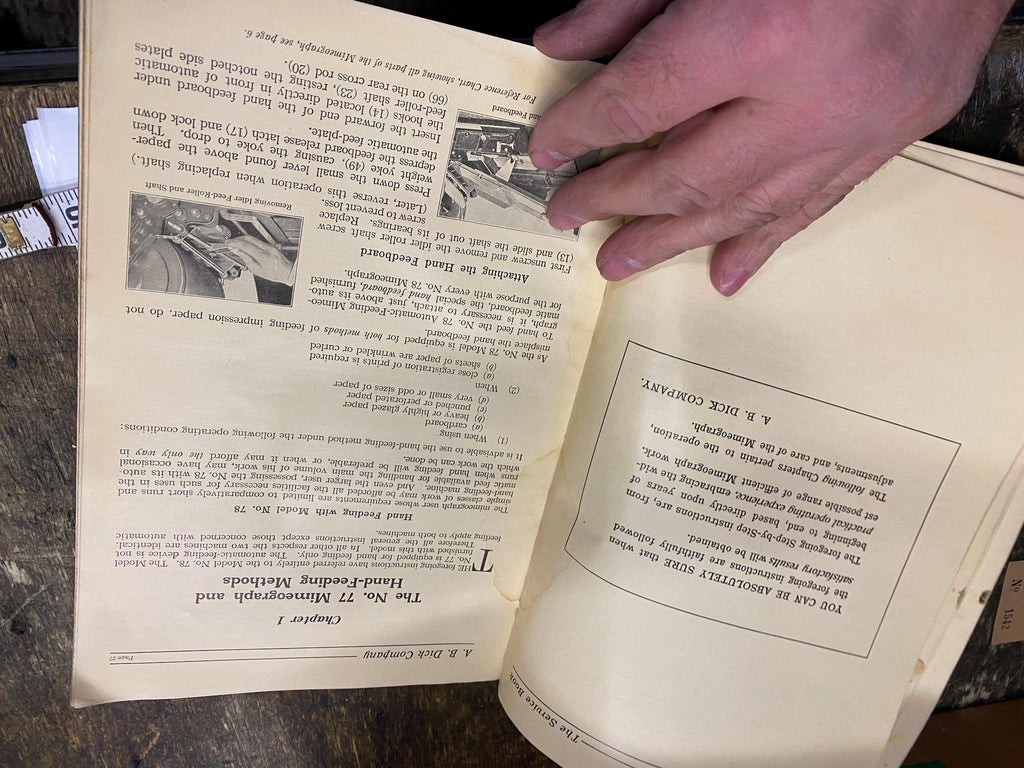 The Service Book
YOU CAN BE ABSOLUTELY SURE that when
the foregoing instructions are faithfully followed
satisfactory results will be obtained.
The foregoing Step-by-Step instructions are, from
beginning to end, based directly upon years of
practical operating experience, embracing the wid-
est possible range of efficient Mimeograph work.
The following chapters pertain to the operation,
adjustments, and care of the Mimeograph.
A. B. DICK COMPANY.
A. B. Dick Company
Page 27
Chapter 1
The No. 77 Mimeograph and
Hand-Feeding Methods
THE foregoing instructions have referred entirely to the Model No. 78. The Model
No. 77 is equipped for hand feeding only. The automatic-feeding device is not
furnished with this model. In all other respects the two machines are identical.
Therefore all the general instructions except those concerned with automatic
feeding apply to both machines.
Hand Feeding with Model No. 78
The mimeograph user whose requirements are limited to comparatively short runs and
simple classes of work may be afforded all the facilities necessary for such uses in the
hand-feeding machine. And even the larger user, possessing the No. 78 with its auto-
matic feed available for handling the main volume of his work, may have occasional
runs when hand feeding will be preferable, or when it may afford the only way in
which the work can be done.
It is advisable to use the hand-feeding method under the following operating conditions:
(1) When using
(a) cardboard
(b) heavy or highly glazed paper
(c) punched or perforated paper
(d) very small or odd sizes of paper
(2) When
(a) close registration of prints is required
(b) sheets of paper are wrinkled or curled
As the No. 78 Model is equipped for both methods of feeding impression paper, do not
misplace the hand feedboard.
To hand feed the No. 78 Automatic-Feeding Mimeo-
graph, it is necessary to attach, just above its auto-
matic feedboard, the special hand feedboard, furnished
for the purpose with every No. 78 Mimeograph.
Attaching the Hand Feedboard
First unscrew and remove the idler roller shaft screw
(13) and slide the shaft out of its bearings. Replace
screw to prevent loss.
(Later, reverse this operation when replacing shaft.)
Removing Idler Feed-Roller and Shaft
Press down the small lever found above the paper-
weight yoke (49), causing the yoke to drop. Then
depress the feedboard release latch (17) and lock down
the automatic feed-plate.
Insert the forward end of the hand feedboard under
the hooks (14) located directly in front of automatic
feed-roller shaft (23), resting the notched side plates
(66) on the rear cross rod (20).
and Feedboard
For Reference Chart, showing all parts of the Mimeograph, see page 6.
No 1542